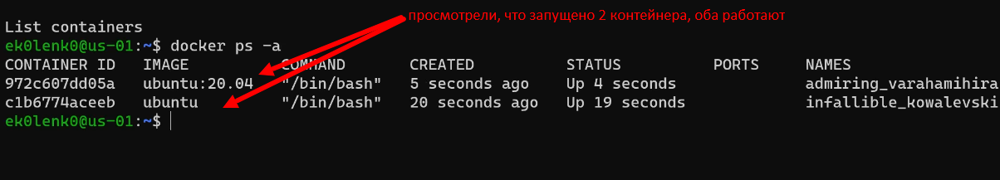 просмотрели, что запущено 2 контейнера, оба работают
List containers
ek0lenk0@us-01:~$ docker ps -a
CONTAINER ID IMAGE COMMAND CREATED STATUS PORTS NAMES
972c607dd05a ubuntu:20.04 "/bin/bash" 5 seconds ago Up 4 seconds admiring_varahamihira
c1b6774aceeb ubuntu "/bin/bash" 20 seconds ago Up 19 seconds infallible_kowalevski
ek0lenk0@us-01:~$